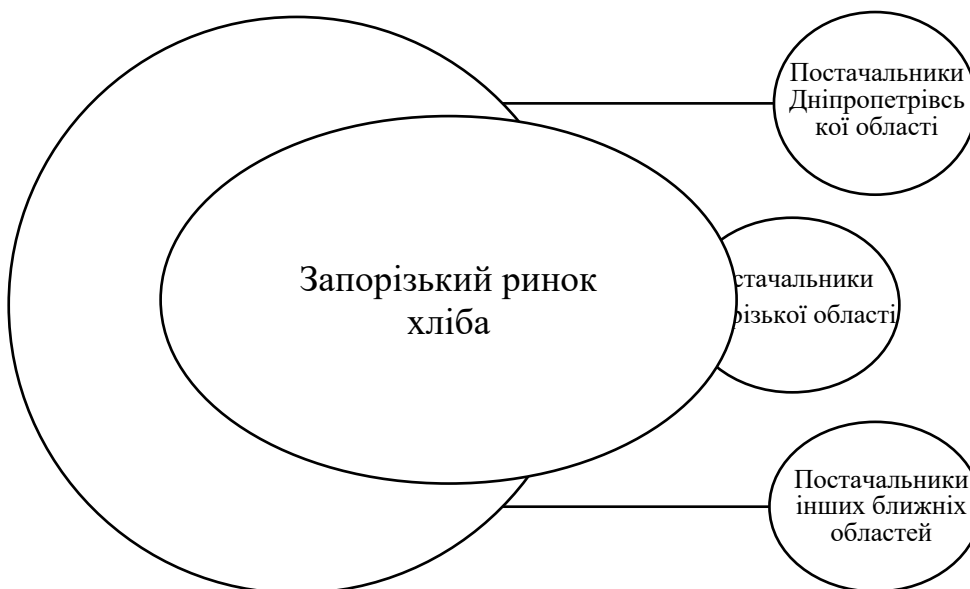 Постачальники
Дніпропетрівсь
кої області
Запорізький ринок
хліба
стачальники
різької області
Постачальники
інших ближніх
областей